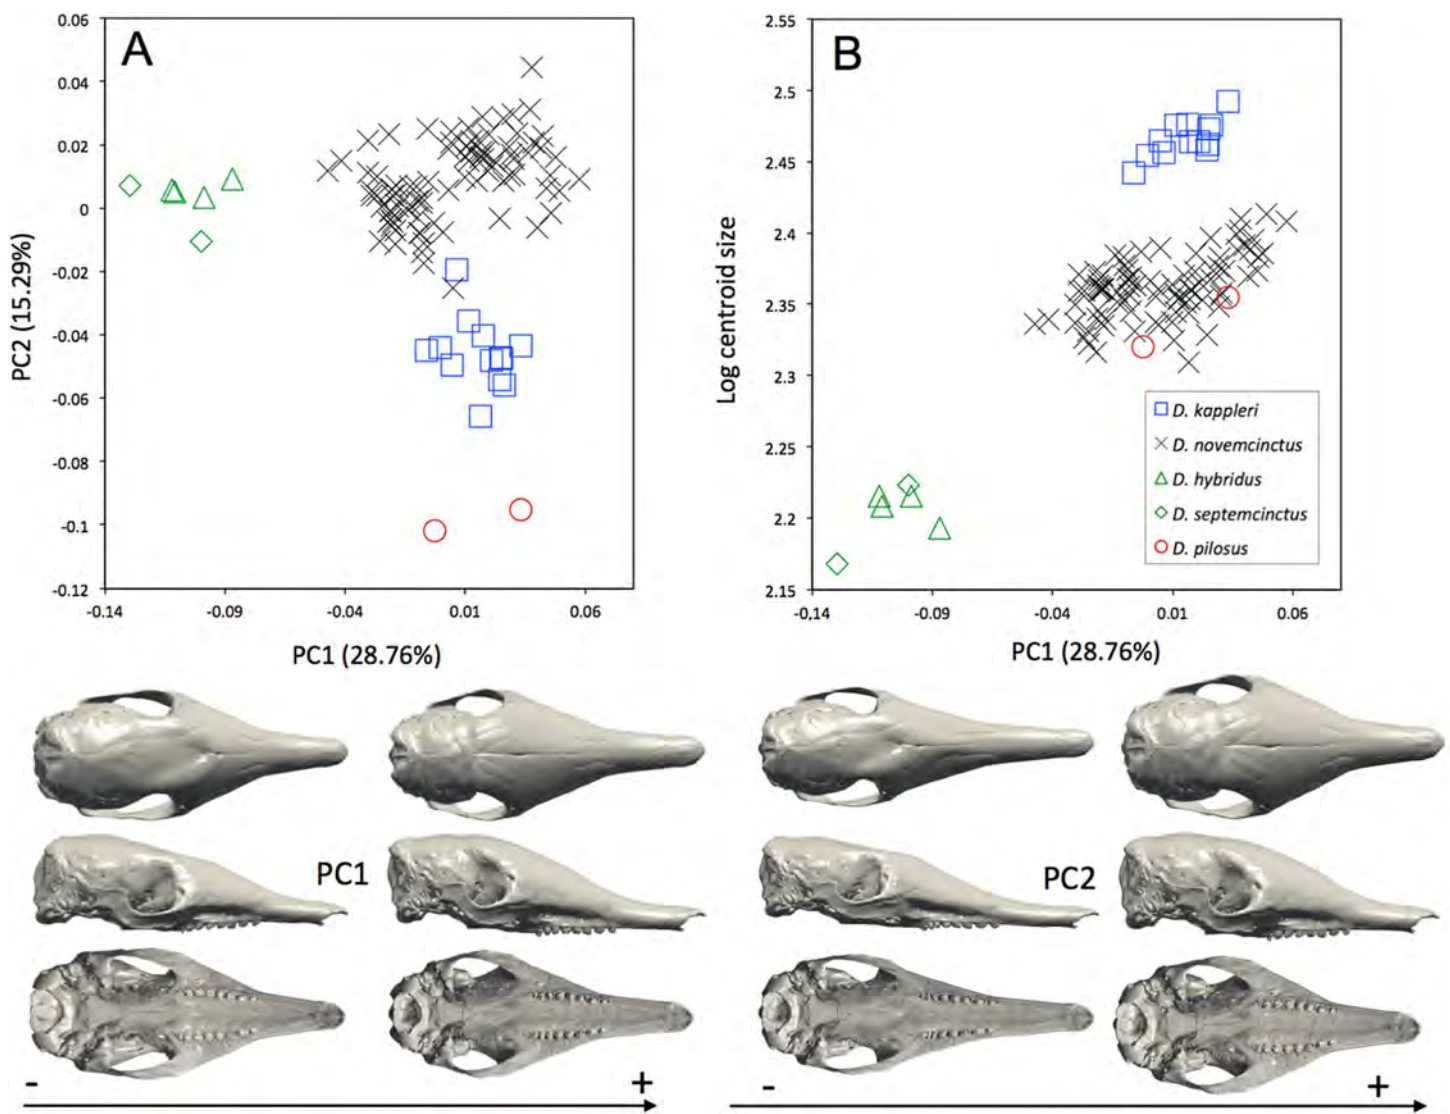 A
0.06
0.04
0.02
0
-0.02
-0.04
-0.06
-0.08
-0.1
-0.12
PC2 (15.29%)
-0.14
-0.09
-0.04
0.01
0.06
PC1 (28.76%)
B
2.55
2.5
2.45
2.4
2.35
2.3
2.25
2.2
2.15
Log centroid size
D. kappleri
D. novemcinctus
D. hybridus
D. septemcinctus
D. pilosus
-0,14
-0.09
-0.04
0.01
0.06
PC1 (28.76%)
PC1
- +
PC2
- +